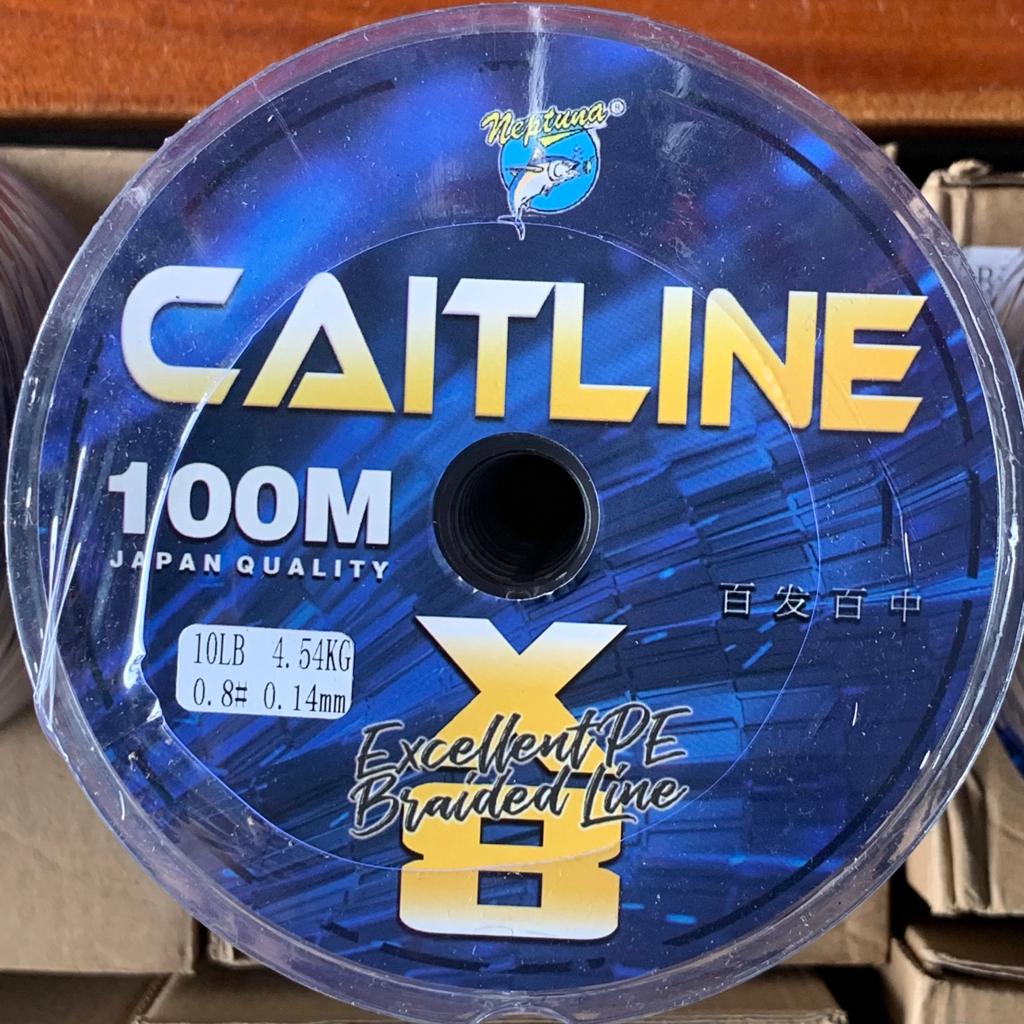 Neptuna®
CAITLINE
100M
JAPAN QUALITY
百发百中
10LB 4.54KG
0.8# 0.14mm
X8
Excellent PE
Braided Line